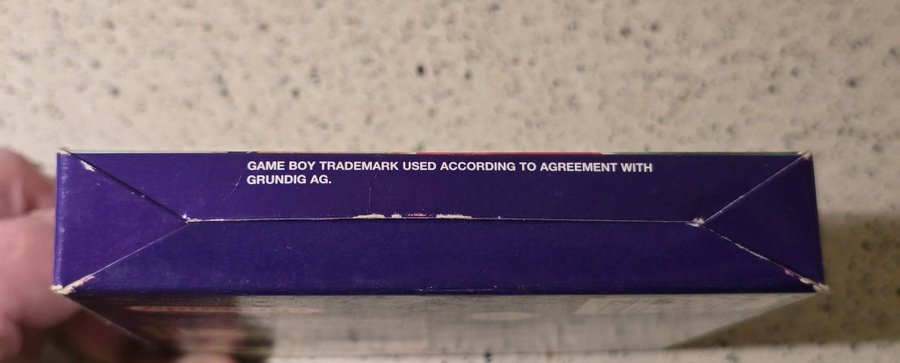 GAME BOY TRADEMARK USED ACCORDING TO AGREEMENT WITH
GRUNDIG AG.